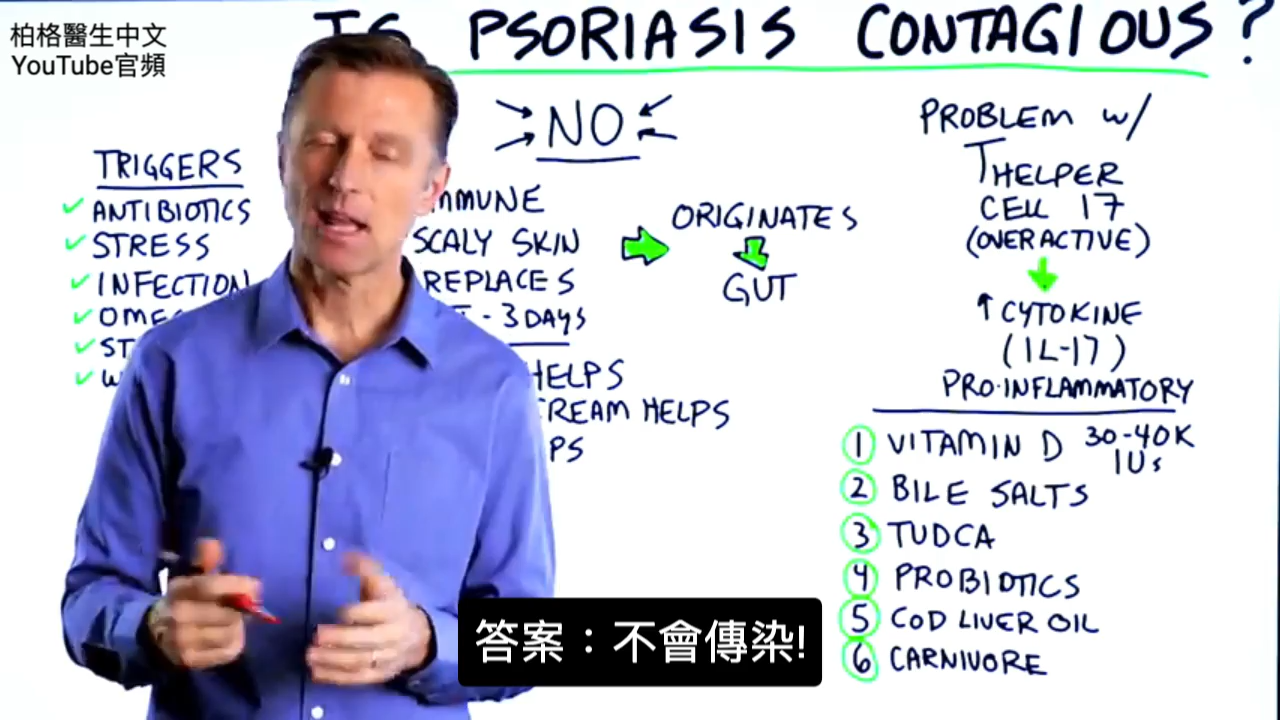 柏格醫生中文
YouTube官頻
IS PSORIASIS CONTAGIOUS?
NO
TRIGGERS
✓ ANTIBIOTICS
✓ STRESS
✓ INFECTION
✓
✓
✓
MMUNE
SCALY SKIN
REPLACES
- 3 DAYS
HELPS
CREAM HELPS
PS
ORIGINATES
GUT
PROBLEM W/
T HELPER
CELL 17
(OVERACTIVE)
↑ CYTOKINE
(IL-17)
PRO-INFLAMMATORY
1 VITAMIN D 30-40K
IUs
2 BILE SALTS
3 TUDCA
4 PROBIOTICS
5 COD LIVER OIL
6 CARNIVORE
答案：不會傳染!